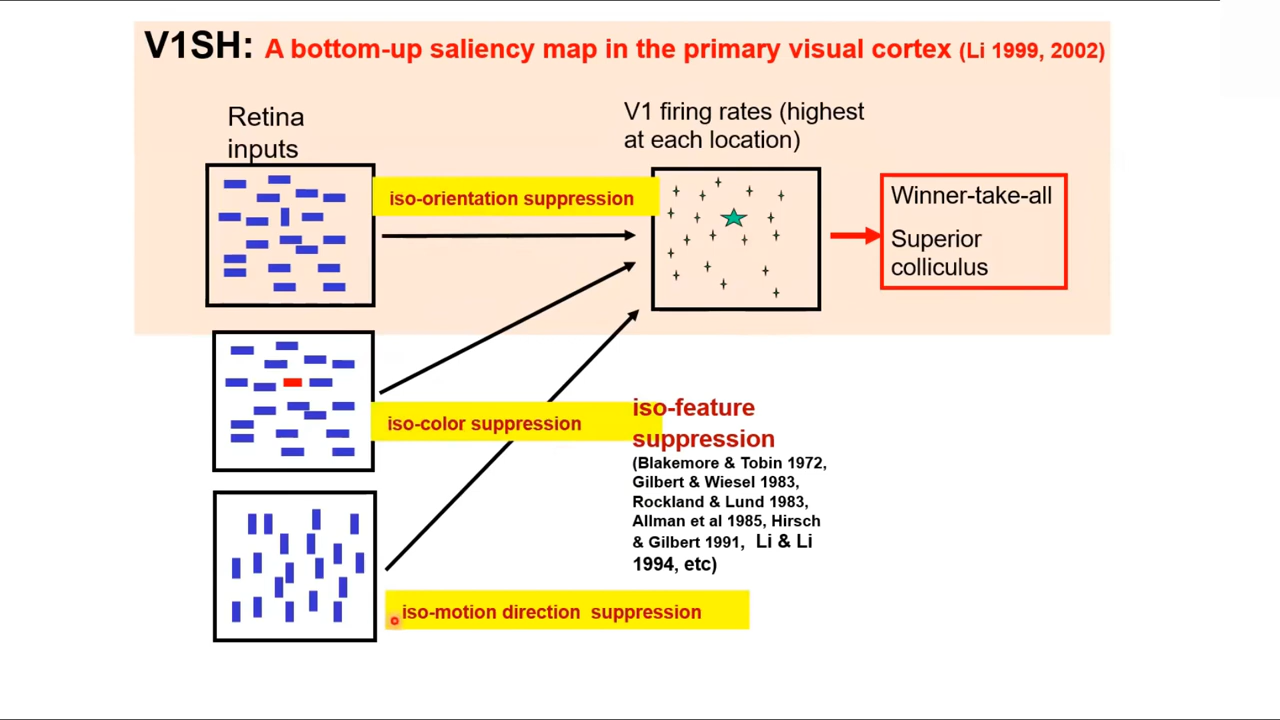 V1SH: A bottom-up saliency map in the primary visual cortex (Li 1999, 2002)
Retina
inputs
V1 firing rates (highest
at each location)
iso-orientation suppression
Winner-take-all
Superior
colliculus
iso-color suppression
iso-feature
suppression
(Blakemore & Tobin 1972,
Gilbert & Wiesel 1983,
Rockland & Lund 1983,
Allman et al 1985, Hirsch
& Gilbert 1991, Li & Li
1994, etc)
iso-motion direction suppression